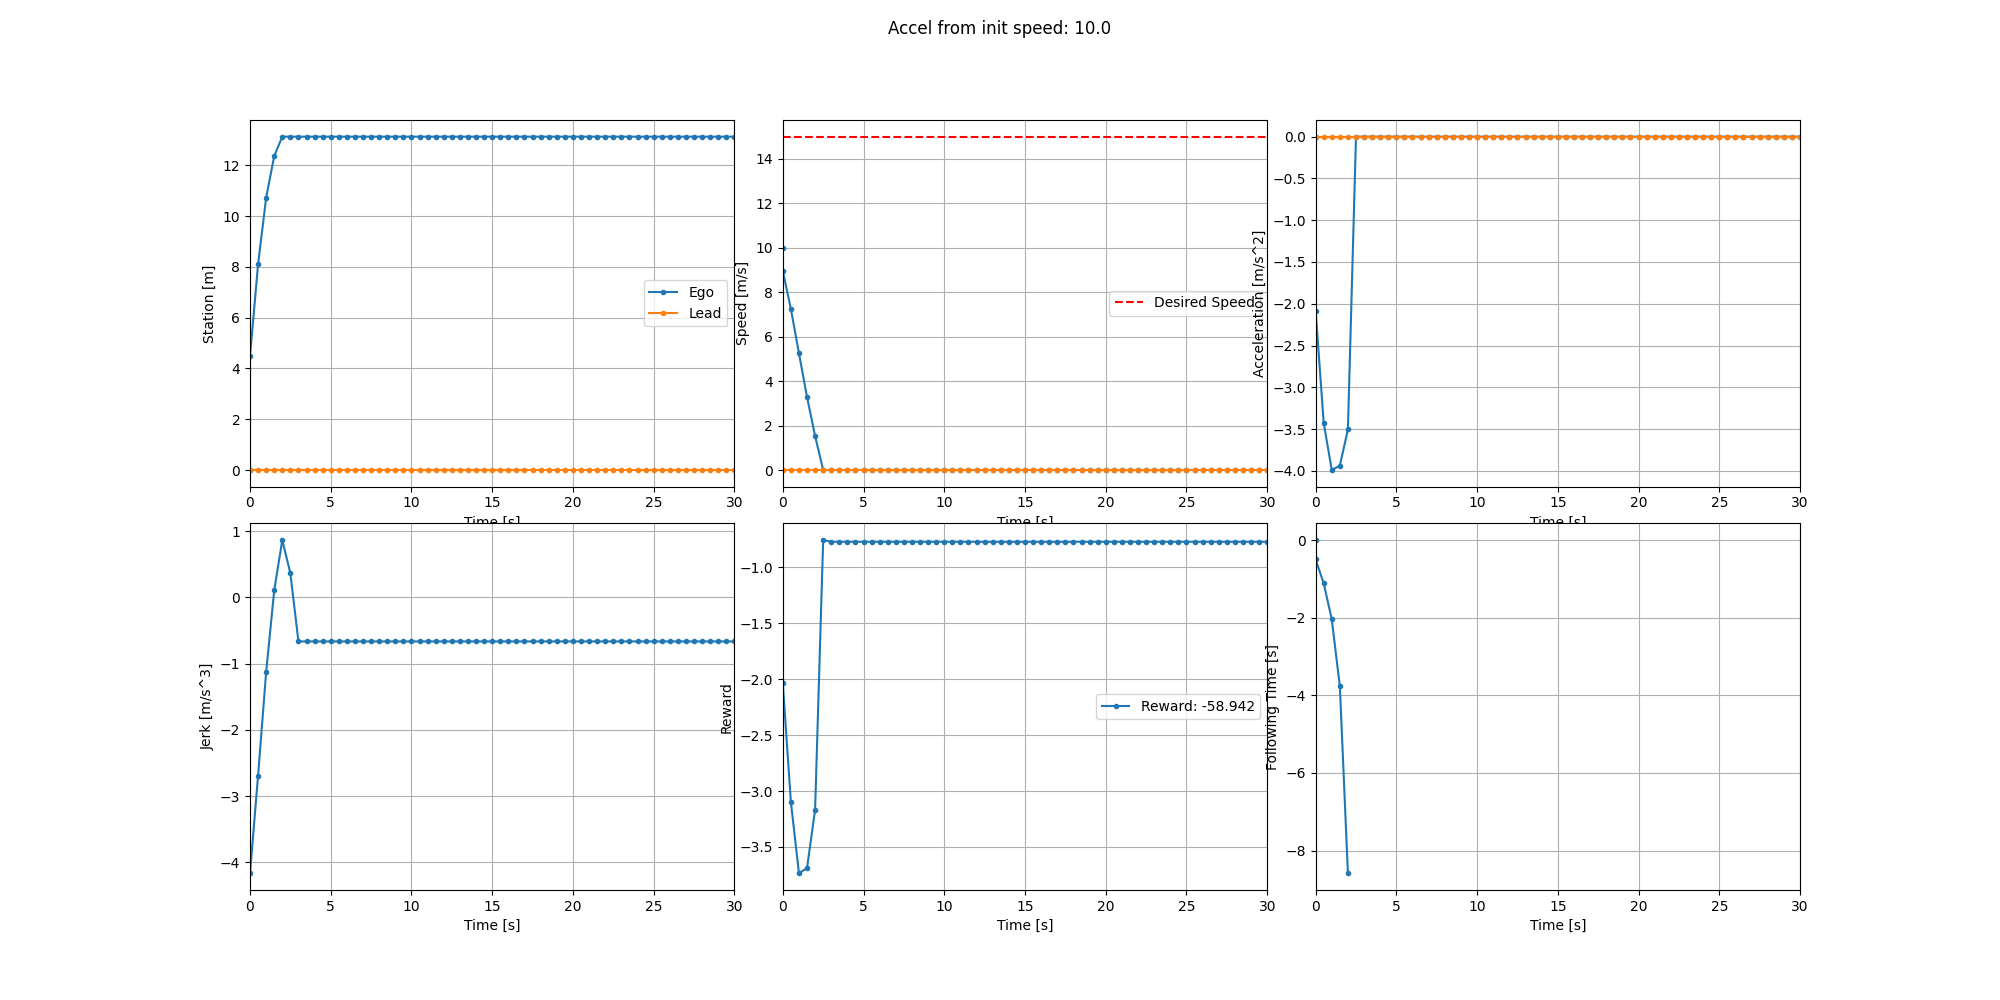 Accel from init speed: 10.0
Station [m]
12
10
8
6
4
2
0
Ego
Lead
0 5 10 15 20 25 30
Time [s]
Speed [m/s]
14
12
10
8
6
4
2
0
Desired Speed
0 5 10 15 20 25 30
Time [s]
Acceleration [m/s^2]
0.0
−0.5
−1.0
−1.5
−2.0
−2.5
−3.0
−3.5
−4.0
0 5 10 15 20 25 30
Time [s]
Jerk [m/s^3]
1
0
−1
−2
−3
−4
0 5 10 15 20 25 30
Time [s]
Reward
−1.0
−1.5
−2.0
−2.5
−3.0
−3.5
Reward: -58.942
0 5 10 15 20 25 30
Time [s]
Following Time [s]
0
−2
−4
−6
−8
0 5 10 15 20 25 30
Time [s]